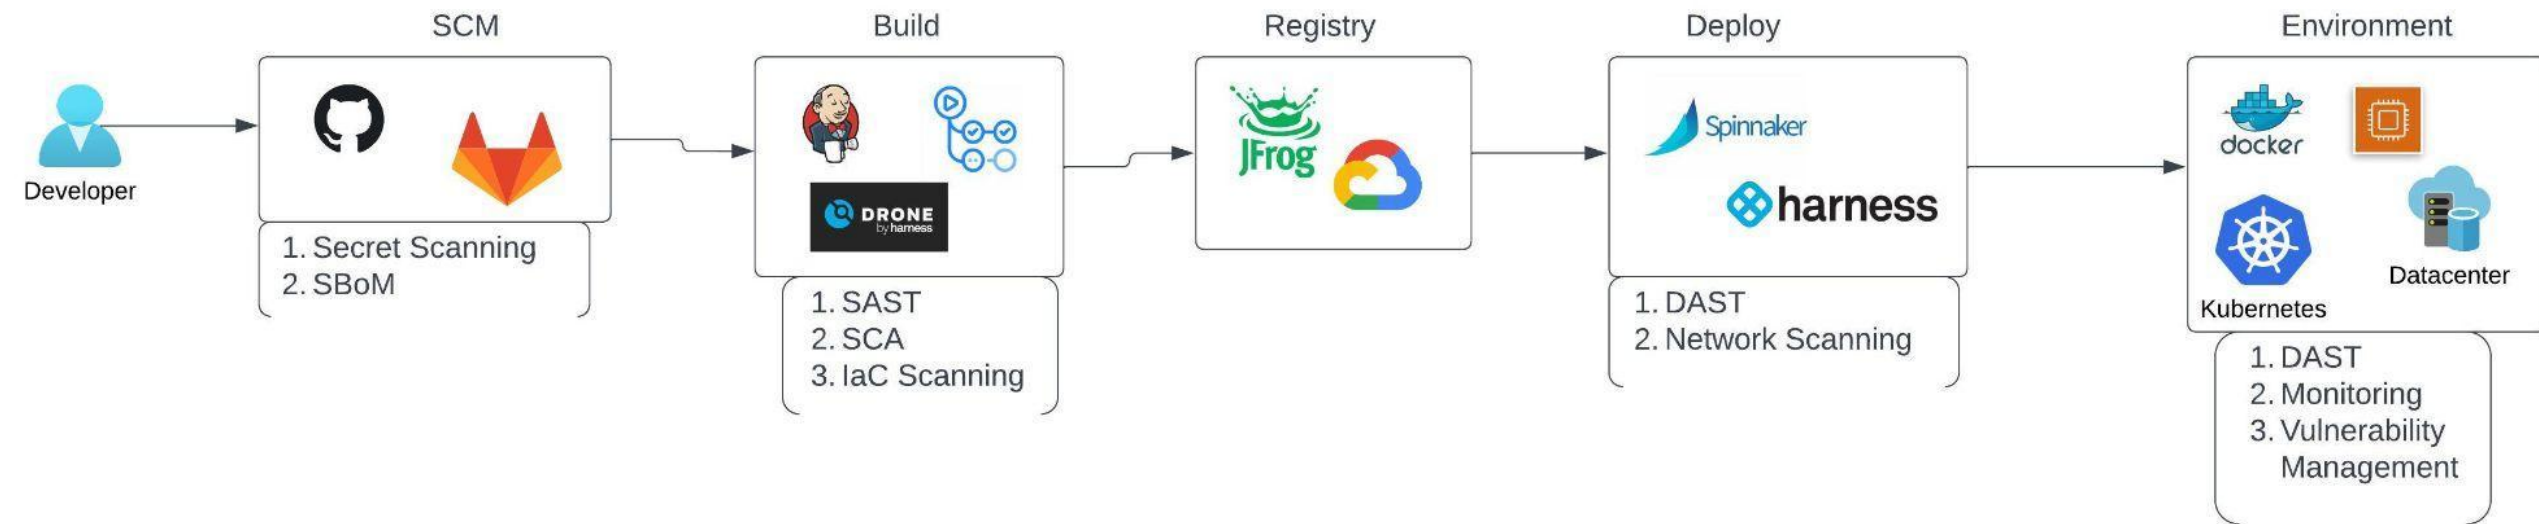 SCM
Build
Registry
Deploy
Environment
Developer
1. Secret Scanning
2. SBoM
DRONE
by harness
1. SAST
2. SCA
3. IaC Scanning
JFrog
Spinnaker
harness
1. DAST
2. Network Scanning
docker
Kubernetes
Datacenter
1. DAST
2. Monitoring
3. Vulnerability
Management